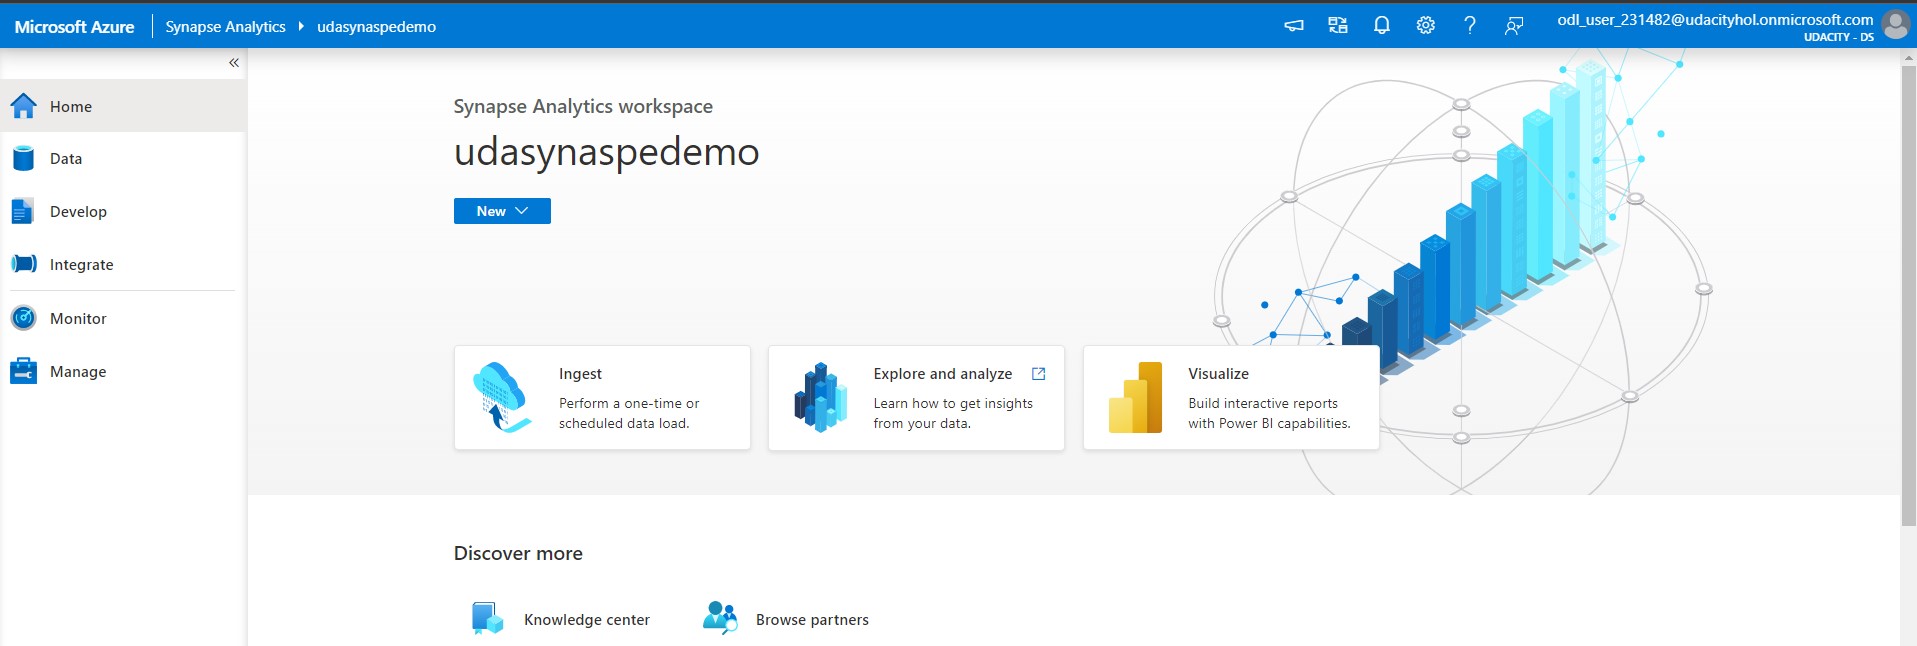 Microsoft Azure
Synapse Analytics
udasynaspedemo
odl_user_231482@udacityhol.onmicrosoft.com
UDACITY - DS
Home
Data
Develop
Integrate
Monitor
Manage
Synapse Analytics workspace
udasynaspedemo
New
Ingest
Perform a one-time or
scheduled data load.
Explore and analyze
Learn how to get insights
from your data.
Visualize
Build interactive reports
with Power BI capabilities.
Discover more
Knowledge center
Browse partners